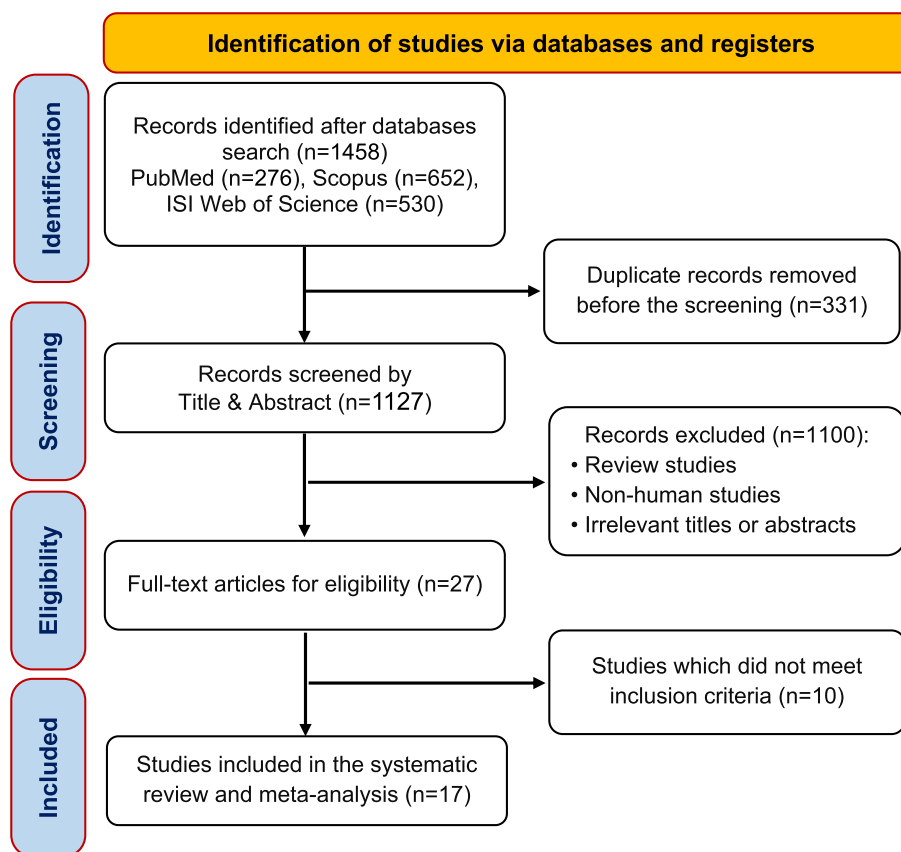 Identification of studies via databases and registers
Identification
Records identified after databases
search (n=1458)
PubMed (n=276), Scopus (n=652),
ISI Web of Science (n=530)
Duplicate records removed
before the screening (n=331)
Screening
Records screened by
Title & Abstract (n=1127)
Records excluded (n=1100):
• Review studies
• Non-human studies
• Irrelevant titles or abstracts
Eligibility
Full-text articles for eligibility (n=27)
Studies which did not meet
inclusion criteria (n=10)
Included
Studies included in the systematic
review and meta-analysis (n=17)